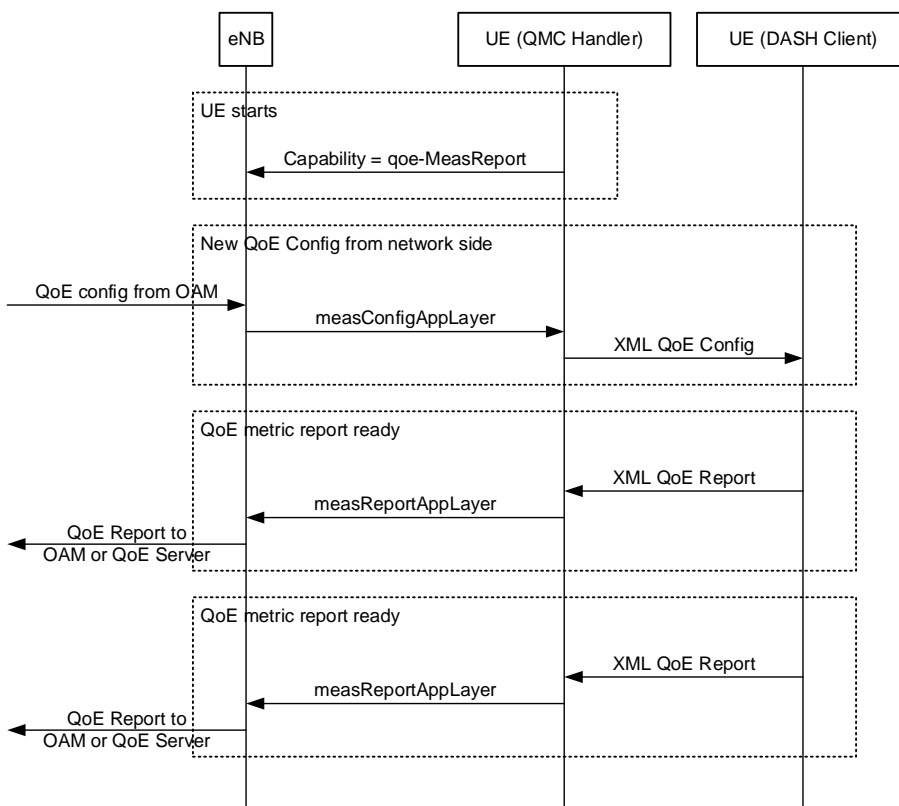 eNB
UE (QMC Handler)
UE (DASH Client)
UE starts
Capability = qoe-MeasReport
New QoE Config from network side
QoE config from OAM
measConfigAppLayer
XML QoE Config
QoE metric report ready
XML QoE Report
measReportAppLayer
QoE Report to
OAM or QoE Server
QoE metric report ready
XML QoE Report
measReportAppLayer
QoE Report to
OAM or QoE Server